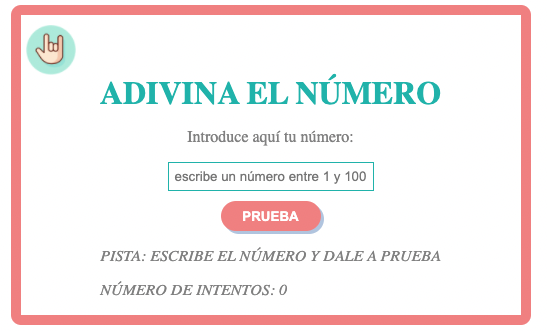 ADIVINA EL NÚMERO
Introduce aquí tu número:
escribe un número entre 1 y 100
PRUEBA
PISTA: ESCRIBE EL NÚMERO Y DALE A PRUEBA
NÚMERO DE INTENTOS: 0